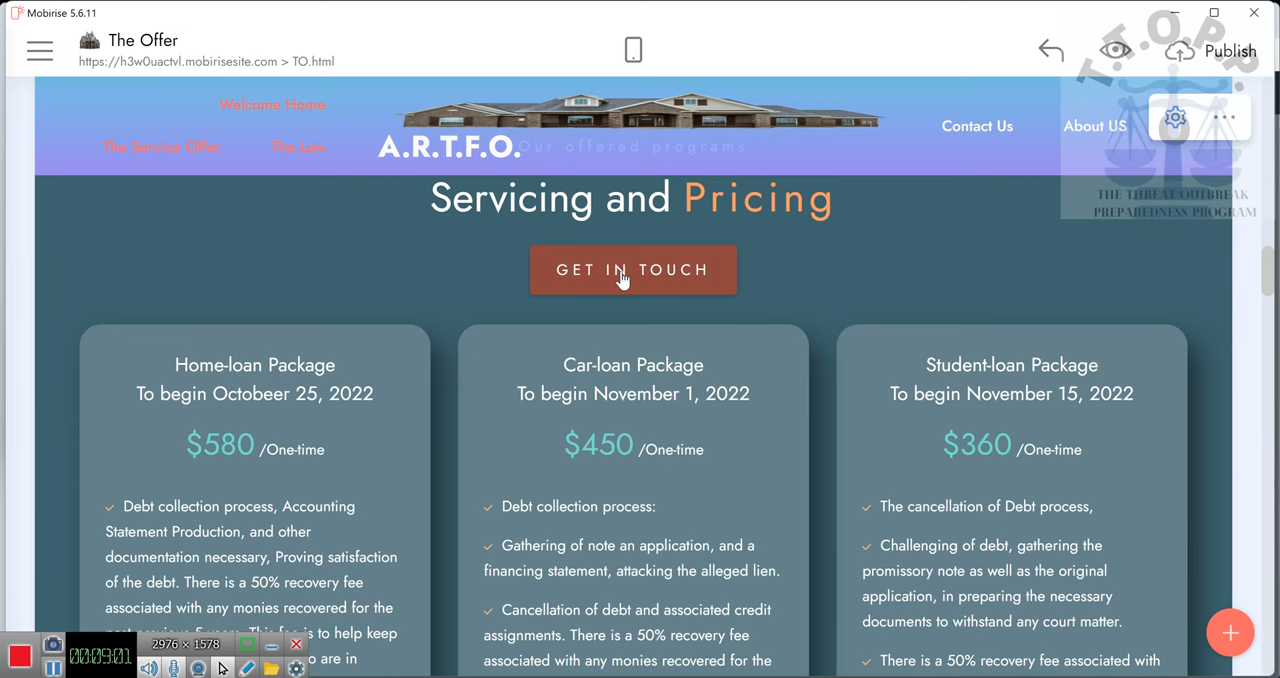 Mobirise 5.6.11
The Offer
https://h3w0uactvl.mobirisesite.com > TO.html
Publish
T.T.O.P.P.
Welcome Home
The Service Offer
The Law
A.R.T.F.O.
Our offered programs
Contact Us
About US
THE THREAT OUTBREAK
PREPAREDNESS PROGRAM
Servicing and Pricing
GET IN TOUCH
Home-loan Package
To begin Octobeer 25, 2022
$580 /One-time
Debt collection process, Accounting
Statement Production, and other
documentation necessary, Proving satisfaction
of the debt. There is a 50% recovery fee
associated with any monies recovered for the
is to help keep
o are in
Car-loan Package
To begin November 1, 2022
$450 /One-time
Debt collection process:
Gathering of note an application, and a
financing statement, attacking the alleged lien.
Cancellation of debt and associated credit
assignments. There is a 50% recovery fee
associated with any monies recovered for the
Student-loan Package
To begin November 15, 2022
$360 /One-time
The cancellation of Debt process,
Challenging of debt, gathering the
promissory note as well as the original
application, in preparing the necessary
documents to withstand any court matter.
There is a 50% recovery fee associated with
2976 × 1578
00:09:01